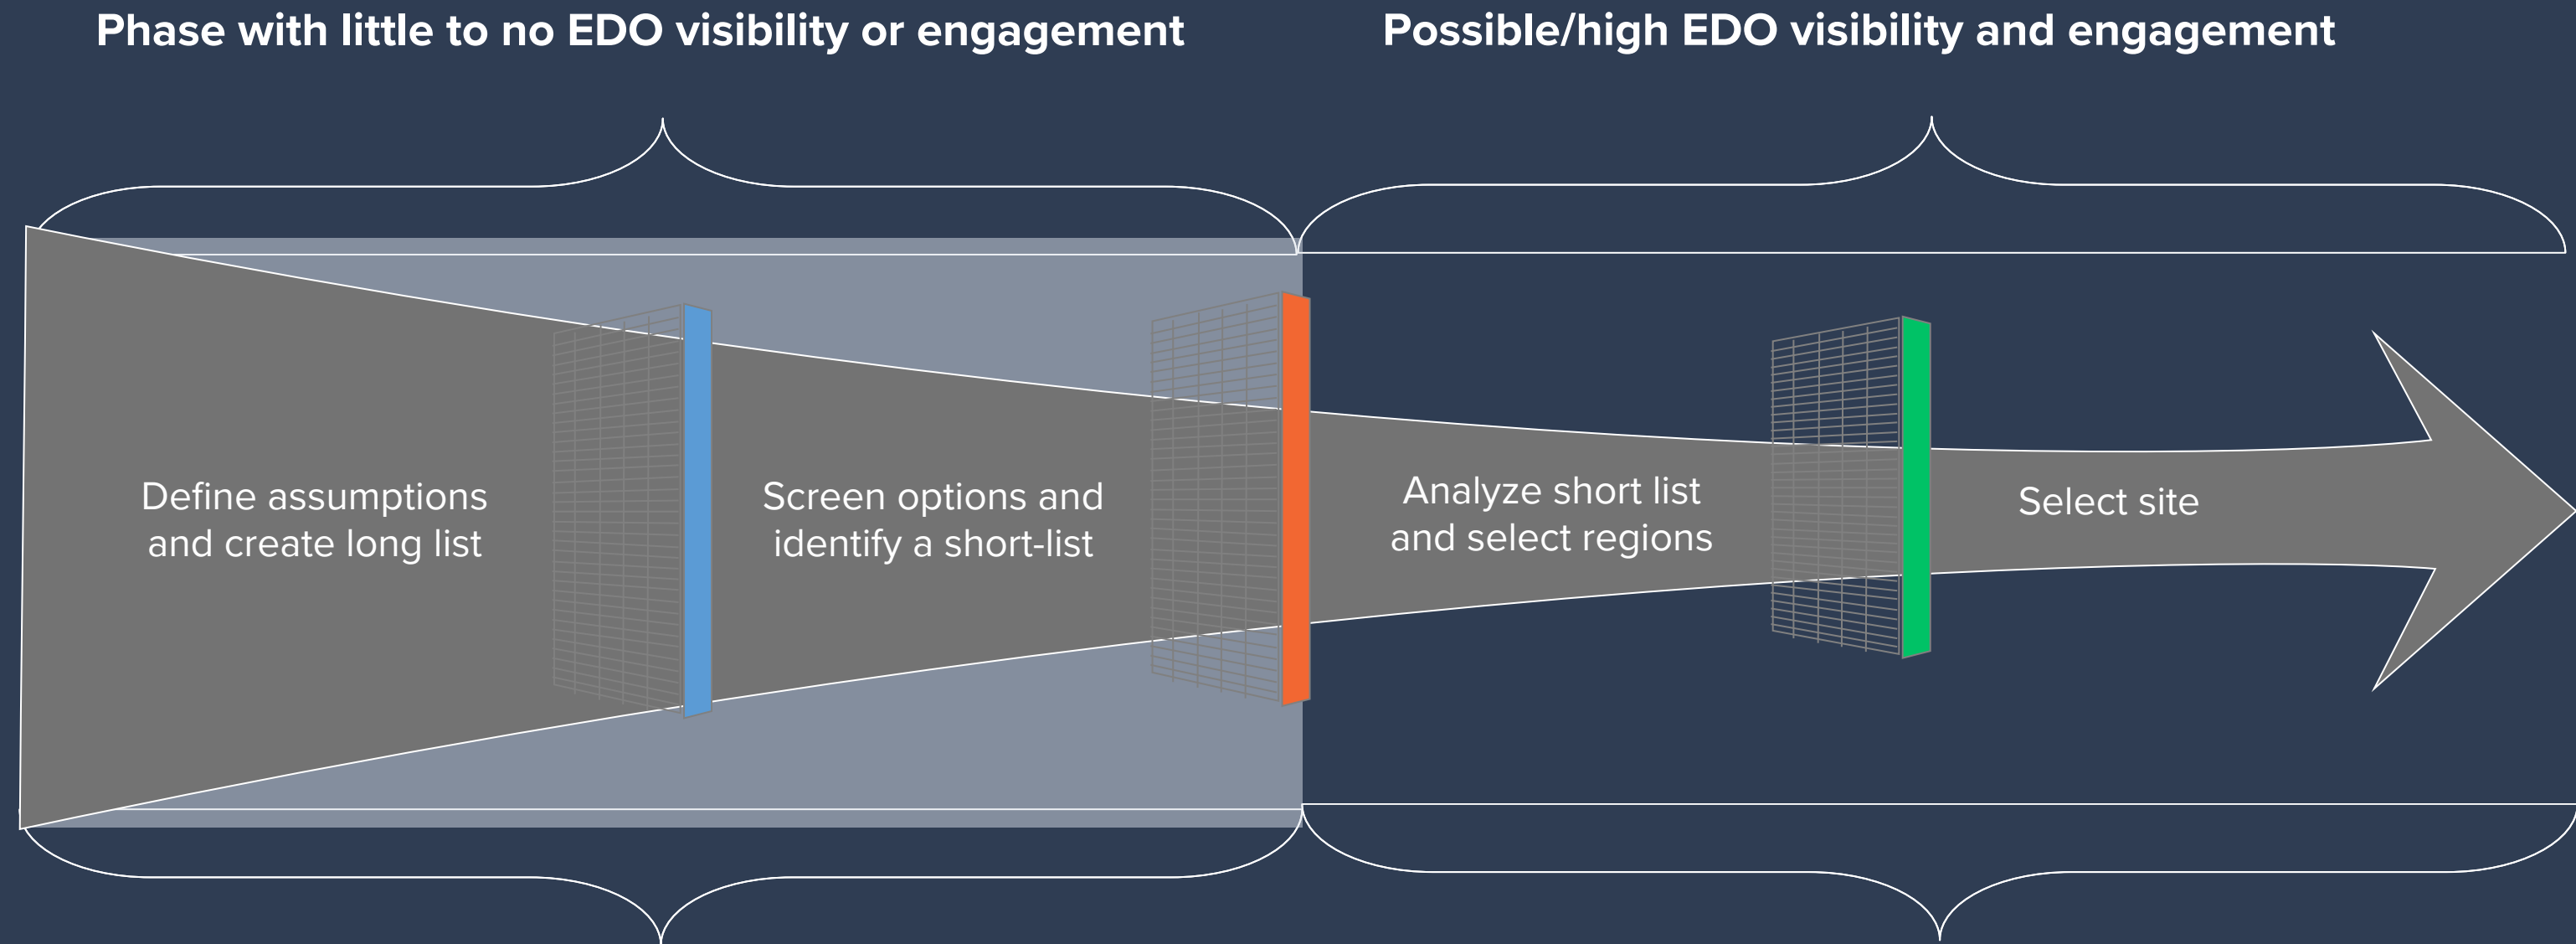 Phase with little to no EDO visibility or engagement
Possible/high EDO visibility and engagement
Define assumptions
and create long list
Screen options and
identify a short-list
Analyze short list
and select regions
Select site